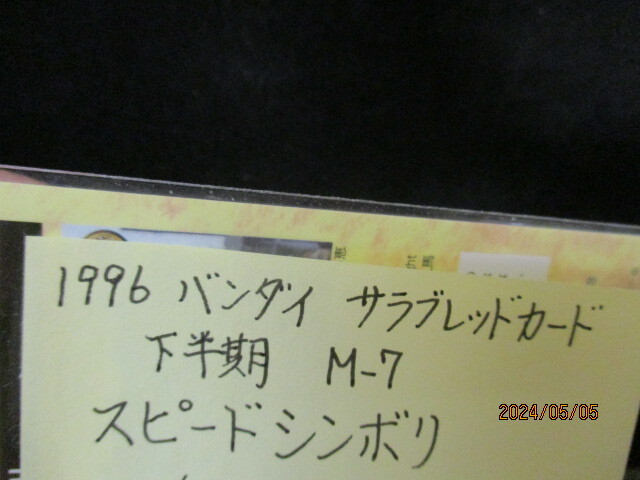 1996 バンダイ サラブレッドカード
下半期 M-7
スピードシンボリ
2024/05/05